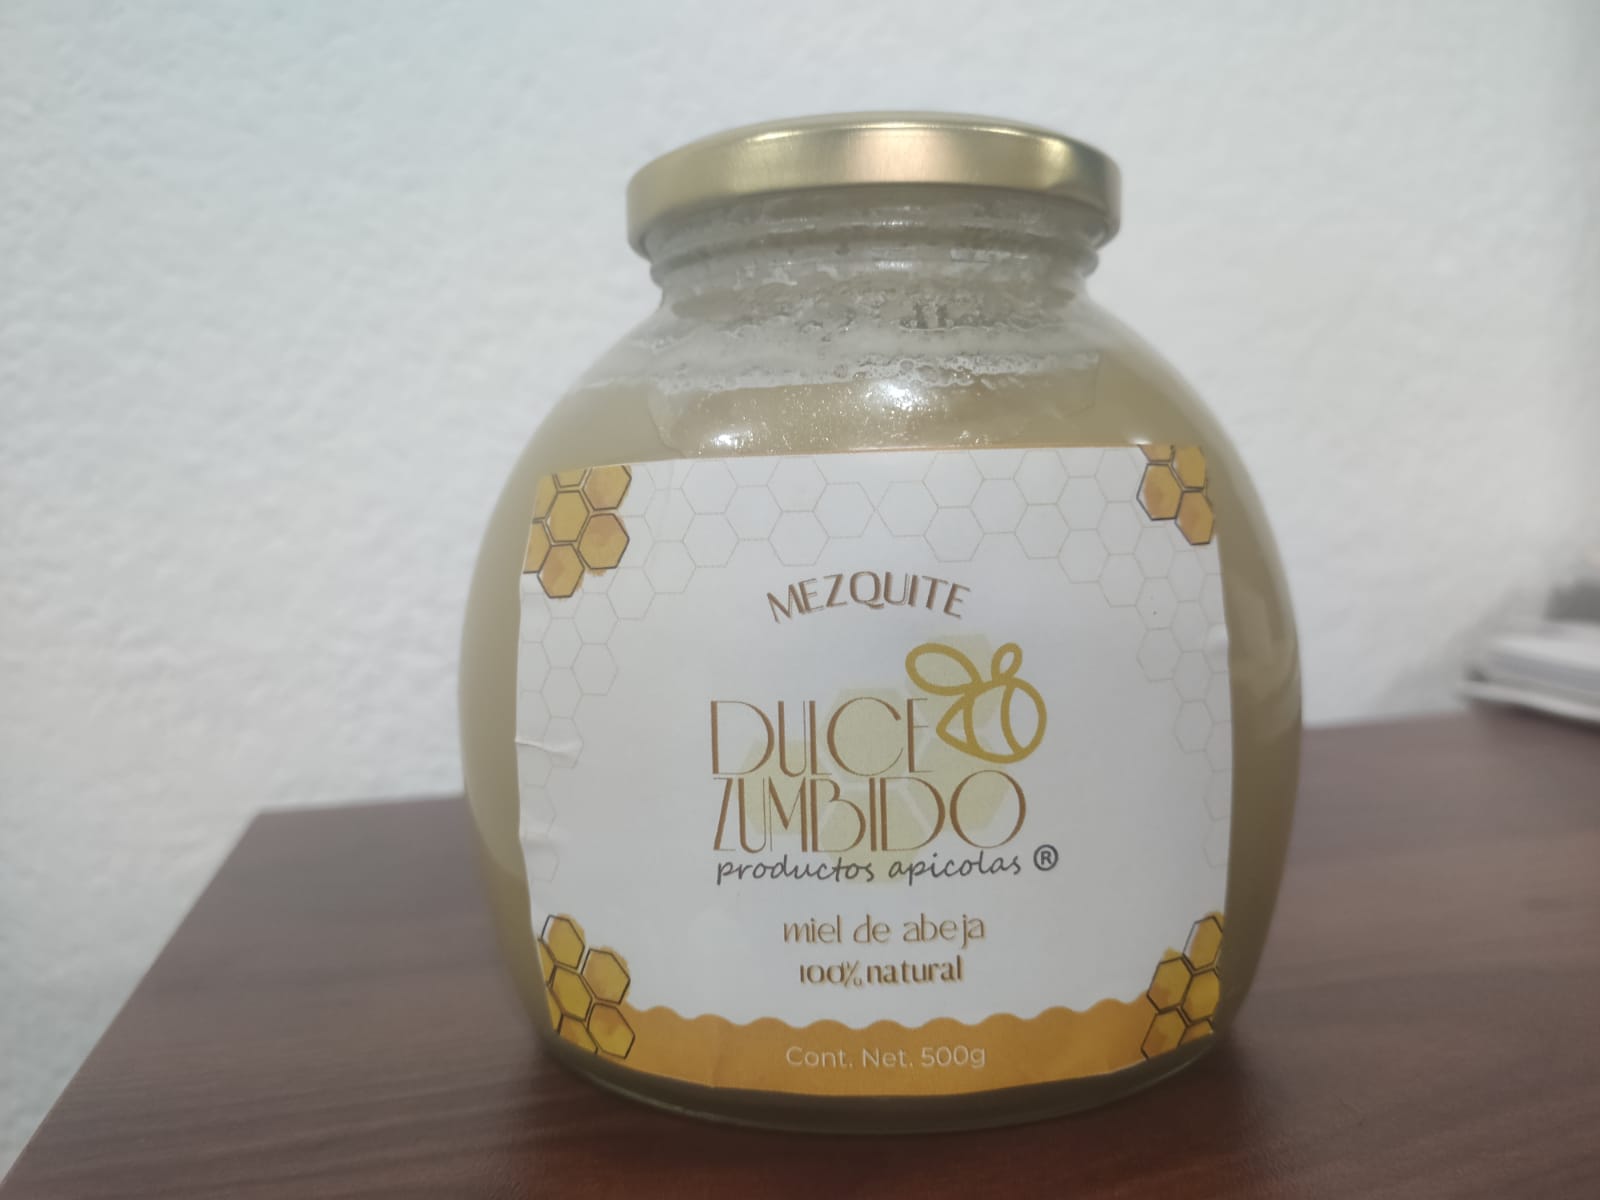 MEZQUITE
DULCE
ZUMBIDO
productos apicolas ®
miel de abeja
100% natural
Cont. Net. 500g